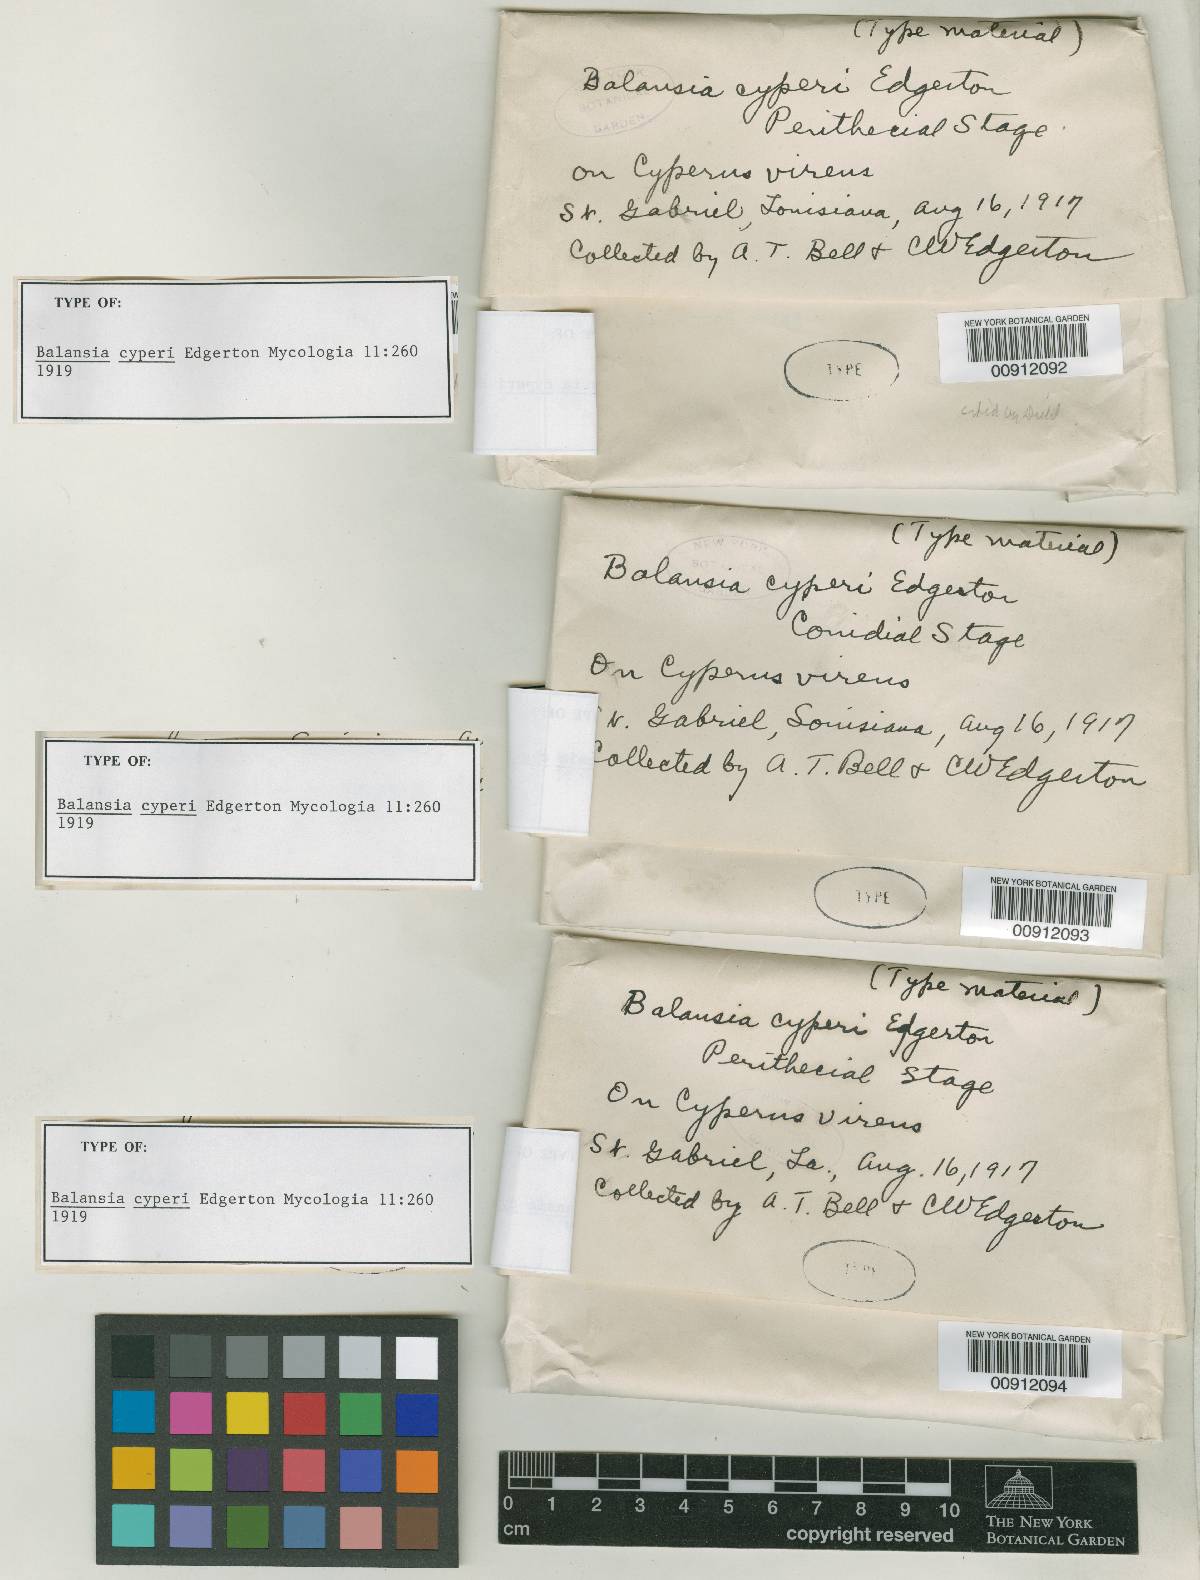 (Type material)
Balansia cyperi Edgerton
Perithecial Stage
on Cyperus virens
St. Gabriel, Louisiana, Aug 16, 1917
Collected by A. T. Bell & CW Edgerton
BOTANICAL
GARDEN
TYPE OF:
Balansia cyperi Edgerton Mycologia 11:260
1919
TYPE
NEW YORK BOTANICAL GARDEN
00912092
(Type material)
NEW YORK
Balansia cyperi Edgerton
Conidial Stage
On Cyperus virens
St. Gabriel, Louisiana, Aug 16, 1917
Collected by A. T. Bell & CW Edgerton
TYPE OF:
Balansia cyperi Edgerton Mycologia 11:260
1919
TYPE
NEW YORK BOTANICAL GARDEN
00912093
(Type material)
Balansia cyperi Edgerton
Perithecial Stage
On Cyperus virens
St. Gabriel, La., Aug. 16, 1917
Collected by A. T. Bell & CW Edgerton
TYPE OF:
Balansia cyperi Edgerton Mycologia 11:260
1919
TYPE
NEW YORK BOTANICAL GARDEN
00912094
0 1 2 3 4 5 6 7 8 9 10
cm
copyright reserved
THE NEW YORK
BOTANICAL GARDEN